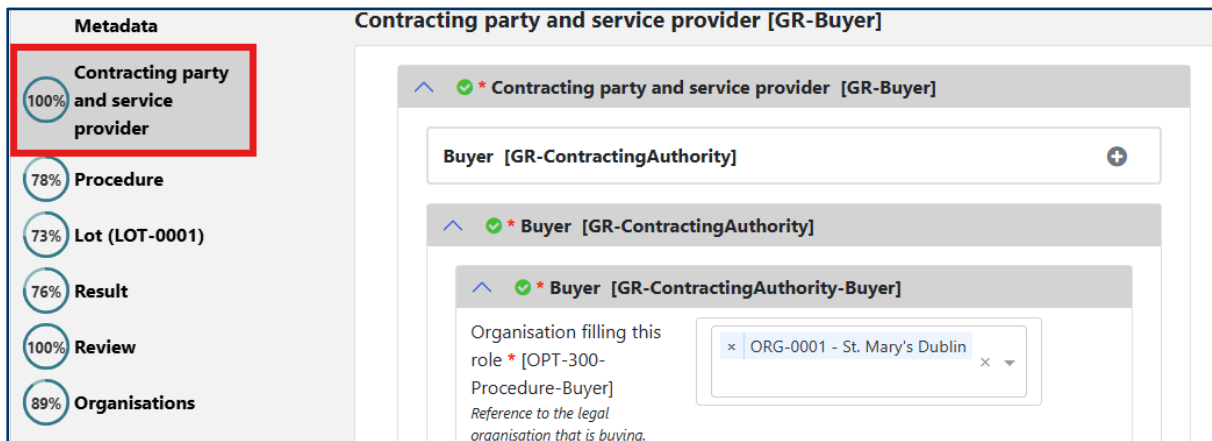 Metadata
100% Contracting party
and service
provider
78% Procedure
73% Lot (LOT-0001)
76% Result
100% Review
89% Organisations
Contracting party and service provider [GR-Buyer]
* Contracting party and service provider [GR-Buyer]
Buyer [GR-ContractingAuthority]
* Buyer [GR-ContractingAuthority]
* Buyer [GR-ContractingAuthority-Buyer]
Organisation filling this
role * [OPT-300-
Procedure-Buyer]
Reference to the legal
organisation that is buying.
× ORG-0001 - St. Mary's Dublin ×